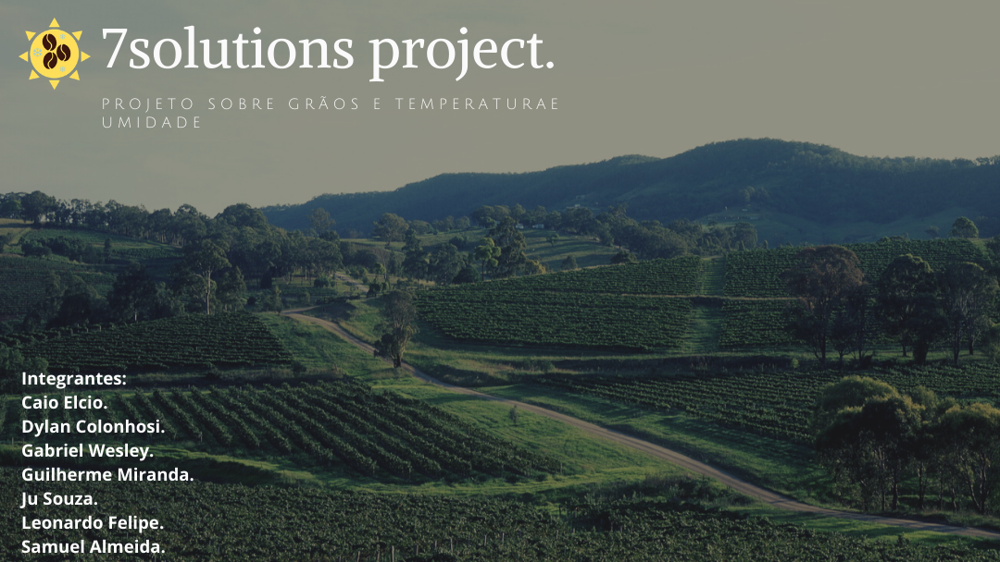 7solutions project.
PROJETO SOBRE GRÃOS E TEMPERATURAE
UMIDADE
Integrantes:
Caio Elcio.
Dylan Colonhosi.
Gabriel Wesley.
Guilherme Miranda.
Ju Souza.
Leonardo Felipe.
Samuel Almeida.